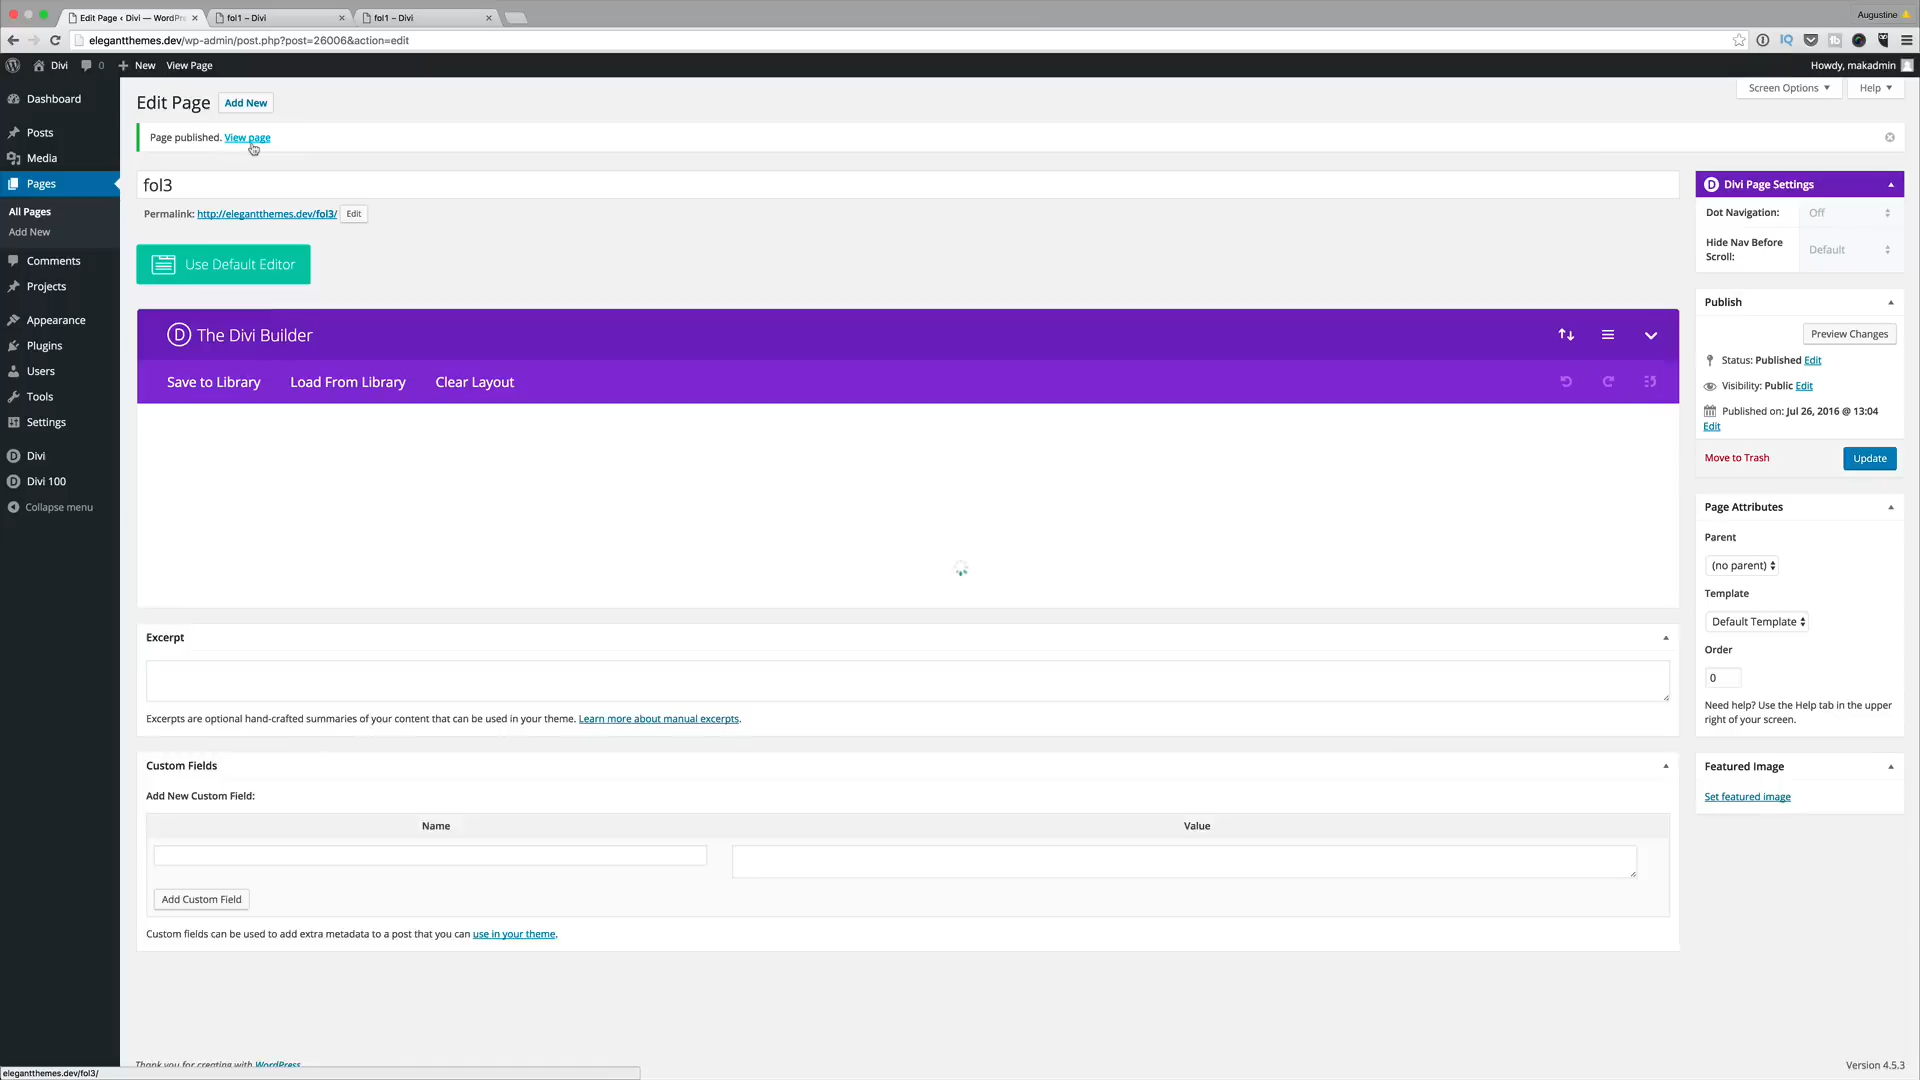 Edit Page ‹ Divi — WordPr
fol1 – Divi
fol1 – Divi
Augustine
elegantthemes.dev/wp-admin/post.php?post=26006&action=edit
Divi
0
New
View Page
Howdy, makadmin
Dashboard
Posts
Media
Pages
All Pages
Add New
Comments
Projects
Appearance
Plugins
Users
Tools
Settings
Divi
Divi 100
Collapse menu
Edit Page
Add New
Screen Options
Help
Page published. View page
fol3
Permalink: http://elegantthemes.dev/fol3/ Edit
Use Default Editor
The Divi Builder
Save to Library
Load From Library
Clear Layout
Excerpt
Excerpts are optional hand-crafted summaries of your content that can be used in your theme. Learn more about manual excerpts.
Custom Fields
Add New Custom Field:
Name
Value
Add Custom Field
Custom fields can be used to add extra metadata to a post that you can use in your theme.
Divi Page Settings
Dot Navigation:
Off
Hide Nav Before
Scroll:
Default
Publish
Preview Changes
Status: Published Edit
Visibility: Public Edit
Published on: Jul 26, 2016 @ 13:04
Edit
Move to Trash
Update
Page Attributes
Parent
(no parent)
Template
Default Template
Order
0
Need help? Use the Help tab in the upper
right of your screen.
Featured Image
Set featured image
Thank you for creating with WordPress
Version 4.5.3
elegantthemes.dev/fol3/